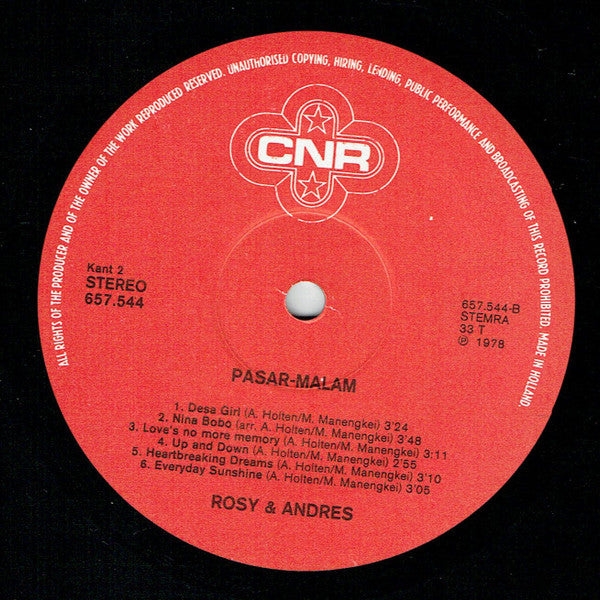 ALL RIGHTS OF THE PRODUCER AND OF THE OWNER OF THE WORK REPRODUCED RESERVED. UNAUTHORISED COPYING, HIRING, LENDING, PUBLIC PERFORMANCE AND BROADCASTING OF THIS RECORD PROHIBITED. MADE IN HOLLAND.
CNR
Kant 2
STEREO
657.544
657.544-B
STEMRA
33 T
℗ 1978
PASAR-MALAM
1. Desa Girl (A. Holten/M. Manengkei) 3'24
2. Nina Bobo (arr. A. Holten/M. Manengkei) 3'48
3. Love's no more memory (A. Holten/M. Manengkei) 3:11
4. Up and Down (A. Holten/M. Manengkei) 2'55
5. Heartbreaking Dreams (A. Holten/M. Manengkei) 3'10
6. Everyday Sunshine (A. Holten/M. Manengkei) 3'05
ROSY & ANDRES